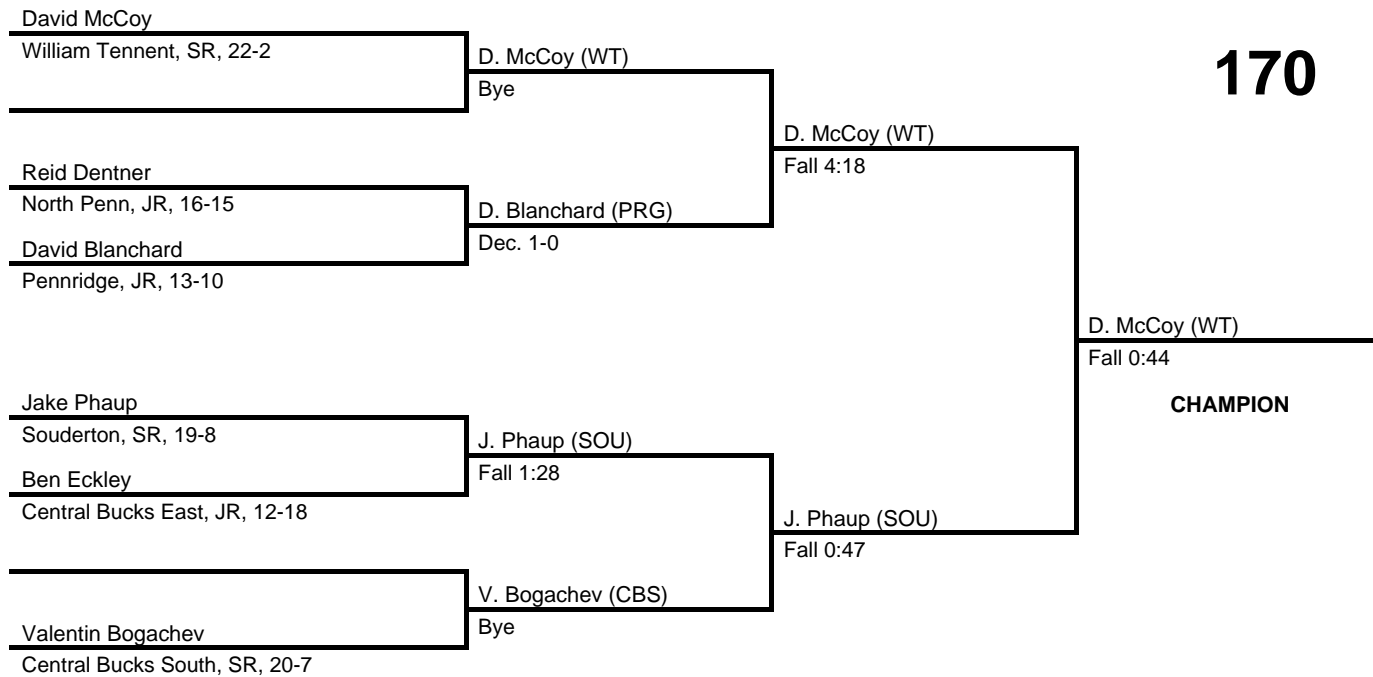 170
David McCoy
William Tennent, SR, 22-2
D. McCoy (WT)
Bye
D. McCoy (WT)
Fall 4:18
Reid Dentner
North Penn, JR, 16-15
D. Blanchard (PRG)
Dec. 1-0
David Blanchard
Pennridge, JR, 13-10
D. McCoy (WT)
Fall 0:44
CHAMPION
Jake Phaup
Souderton, SR, 19-8
J. Phaup (SOU)
Fall 1:28
Ben Eckley
Central Bucks East, JR, 12-18
J. Phaup (SOU)
Fall 0:47
V. Bogachev (CBS)
Bye
Valentin Bogachev
Central Bucks South, SR, 20-7